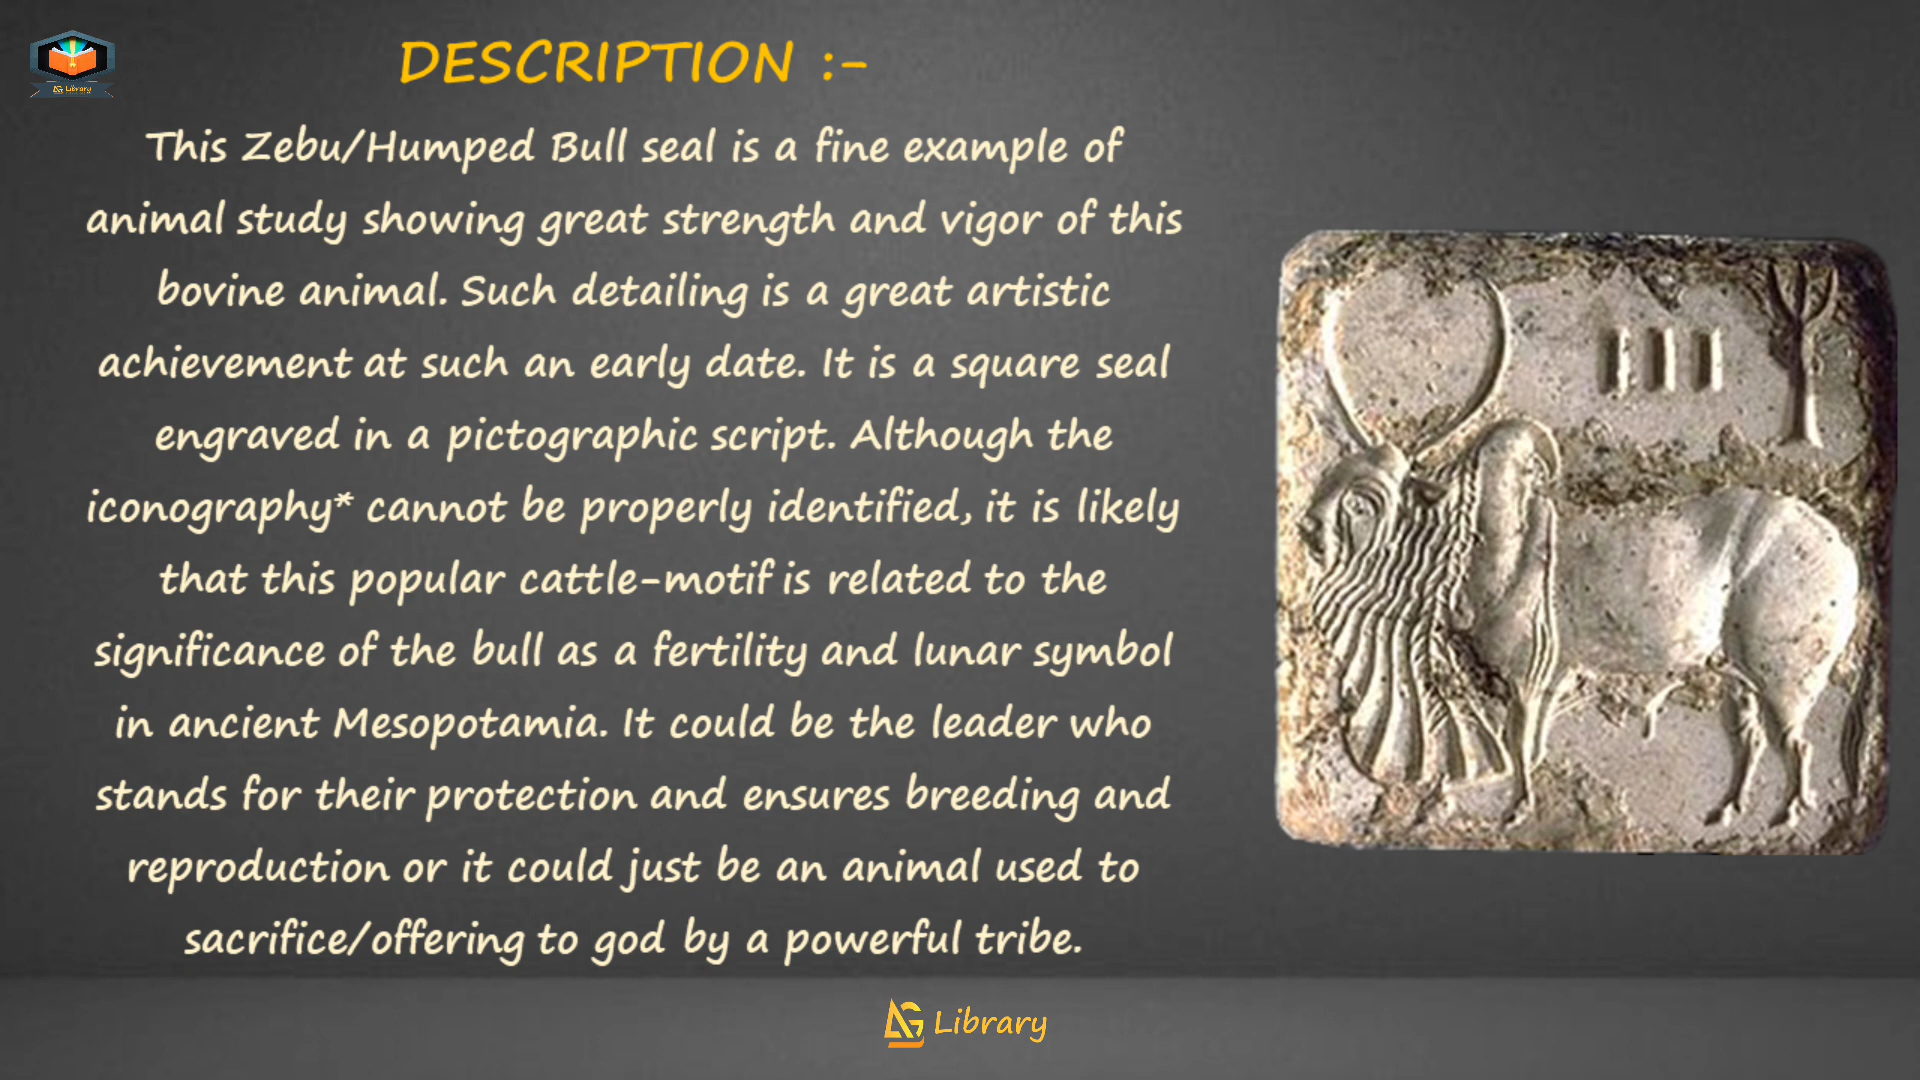 DESCRIPTION :-
This Zebu/Humped Bull seal is a fine example of
animal study showing great strength and vigor of this
bovine animal. Such detailing is a great artistic
achievement at such an early date. It is a square seal
engraved in a pictographic script. Although the
iconography* cannot be properly identified, it is likely
that this popular cattle-motif is related to the
significance of the bull as a fertility and lunar symbol
in ancient Mesopotamia. It could be the leader who
stands for their protection and ensures breeding and
reproduction or it could just be an animal used to
sacrifice/offering to god by a powerful tribe.
AG Library
AG Library